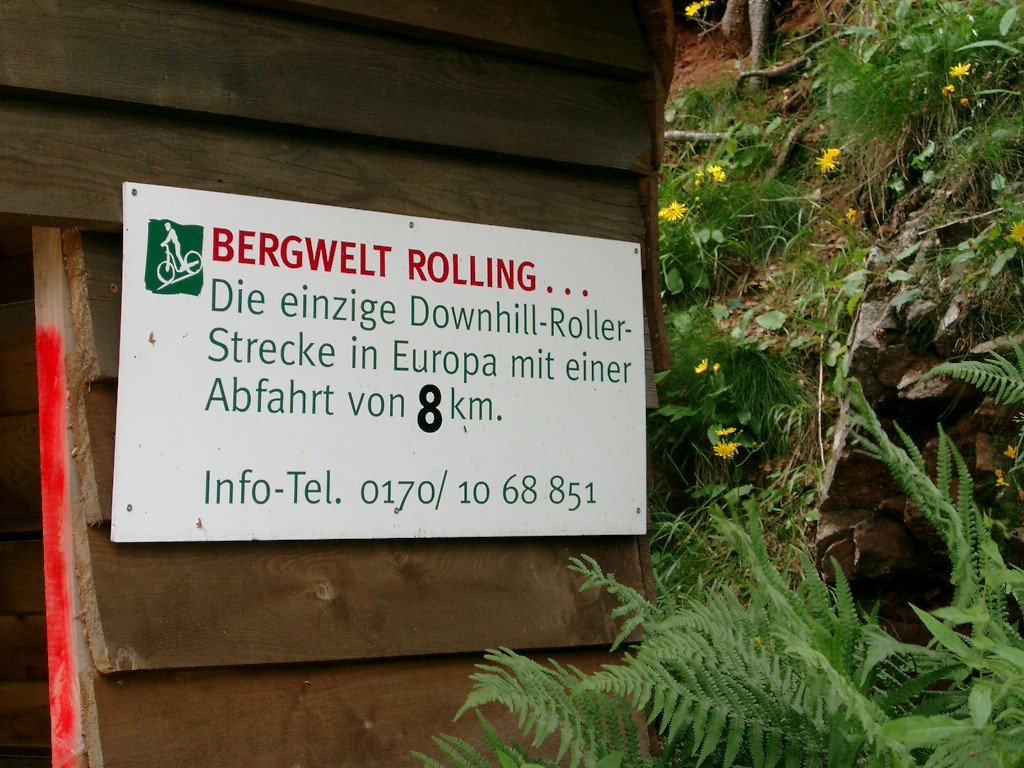 BERGWELT ROLLING...
Die einzige Downhill-Roller-
Strecke in Europa mit einer
Abfahrt von 8 km.
Info-Tel. 0170/ 10 68 851